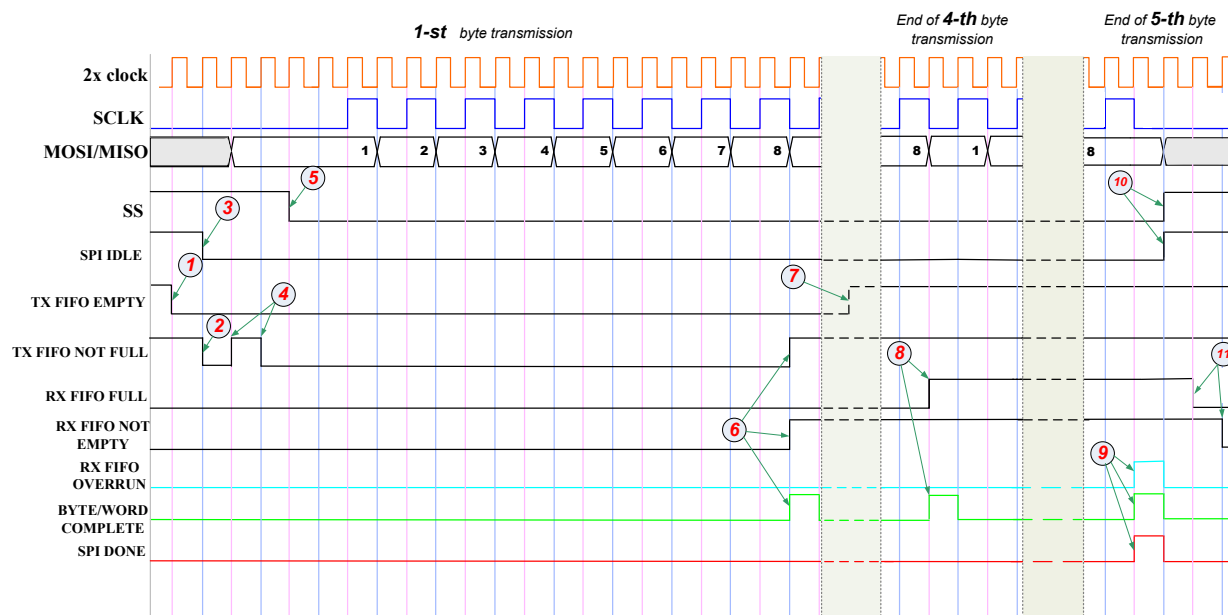 1-st byte transmission
End of 4-th byte
transmission
End of 5-th byte
transmission
2x clock
SCLK
MOSI/MISO
1 2 3 4 5 6 7 8 8 1 8
SS
5
10
3
SPI IDLE
1
TX FIFO EMPTY
7
4
2
TX FIFO NOT FULL
8
11
RX FIFO FULL
RX FIFO NOT
EMPTY
6
RX FIFO
OVERRUN
9
BYTE/WORD
COMPLETE
SPI DONE